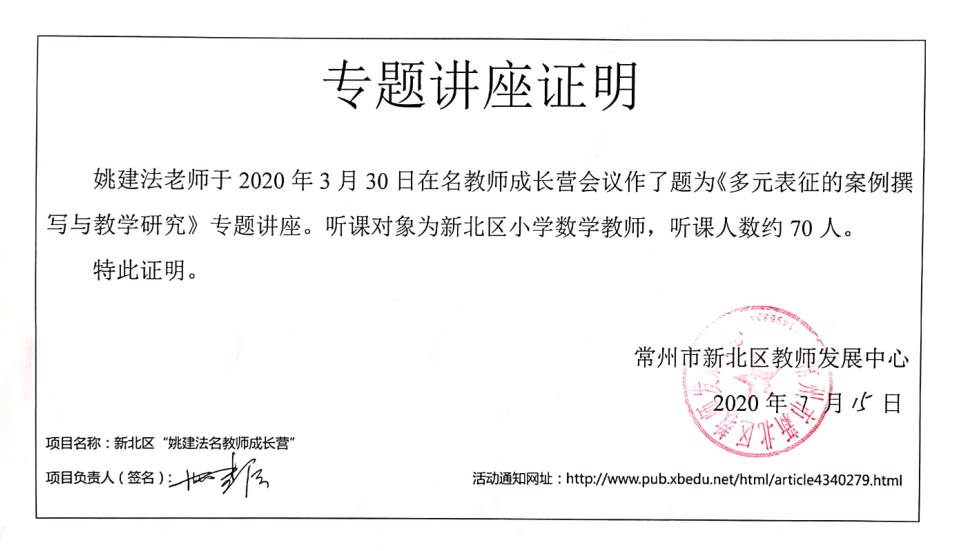 专题讲座证明
姚建法老师于 2020 年 3 月 30 日在名教师成长营会议作了题为《多元表征的案例撰
写与教学研究》专题讲座。听课对象为新北区小学数学教师，听课人数约 70 人。
特此证明。
常州市新北区教师发展中心
2020 年 7 月 15 日
项目名称：新北区“姚建法名教师成长营”
项目负责人（签名）：
活动通知网址：http://www.pub.xbedu.net/html/article4340279.html